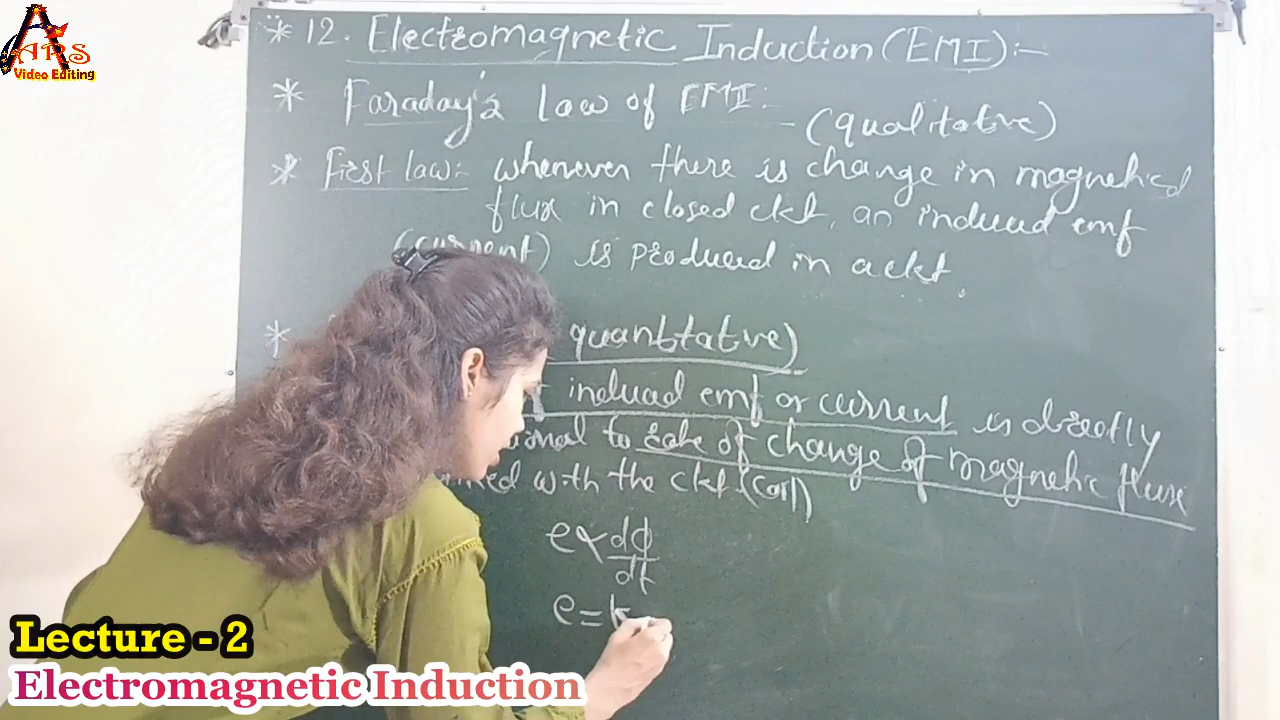 ARS
Video Editing
* 12. Electromagnetic Induction (EMI):-
* Faraday's law of EMI:-
(qualitative)
* First law:- whenever there is change in magnetic
flux in closed ckt, an induced emf
(current) is produced in a ckt.
* quantitative)
induced emf or current is directly
to rate of change of magnetic flux
with the ckt. (coil)
e ∝ dϕ/dt
e = k
Lecture - 2
Electromagnetic Induction